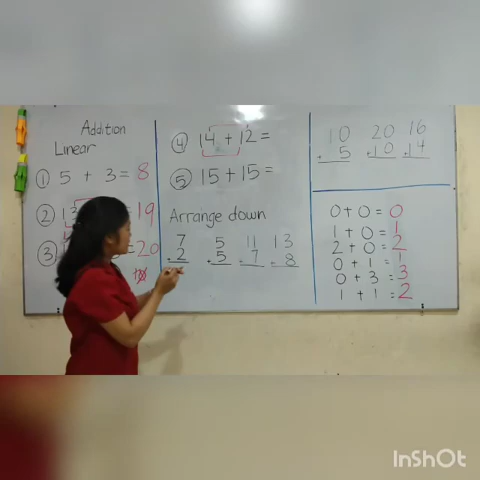 Addition
Linear
① 5 + 3 = 8
② 13 = 19
③ = 20
④ 14 + 12 =
⑤ 15 + 15 =
Arrange down
7 5 11 13
+ 2 + 5 + 7 + 8
10 20 16
+ 5 + 10 + 14
0 + 0 = 0
1 + 0 = 1
2 + 0 = 2
0 + 1 = 1
0 + 3 = 3
1 + 1 = 2
InShOt